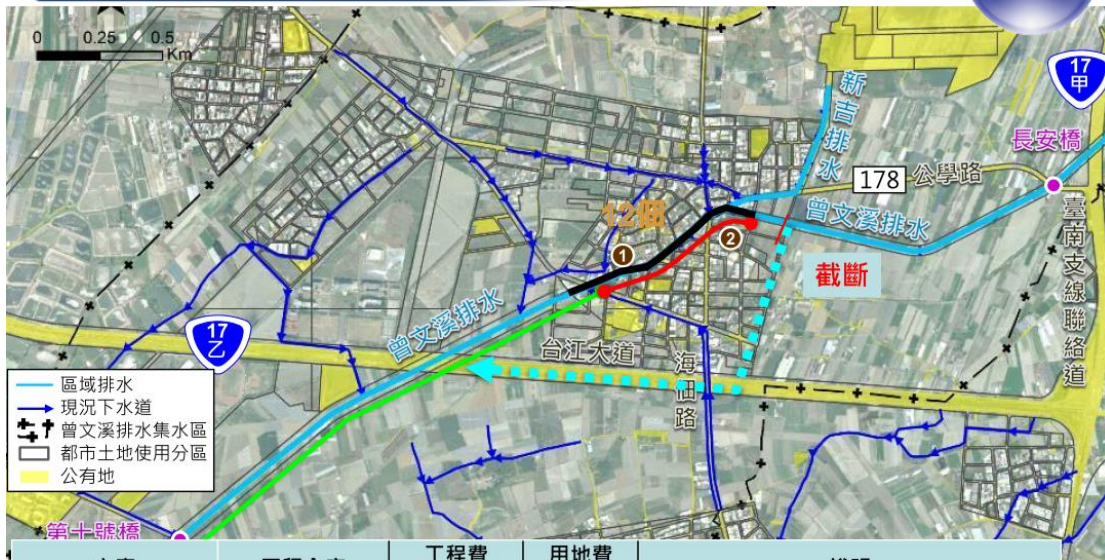 0 0.25 0.5
Km
17
甲
新吉排水
長安橋
178
公學路
12個
曾文溪排水
①
②
截斷
臺南支線聯絡道
曾文溪排水
17
乙
台江大道
海佃路
區域排水
現況下水道
曾文溪排水集水區
都市土地使用分區
公有地
第十號橋
工程費
用地費